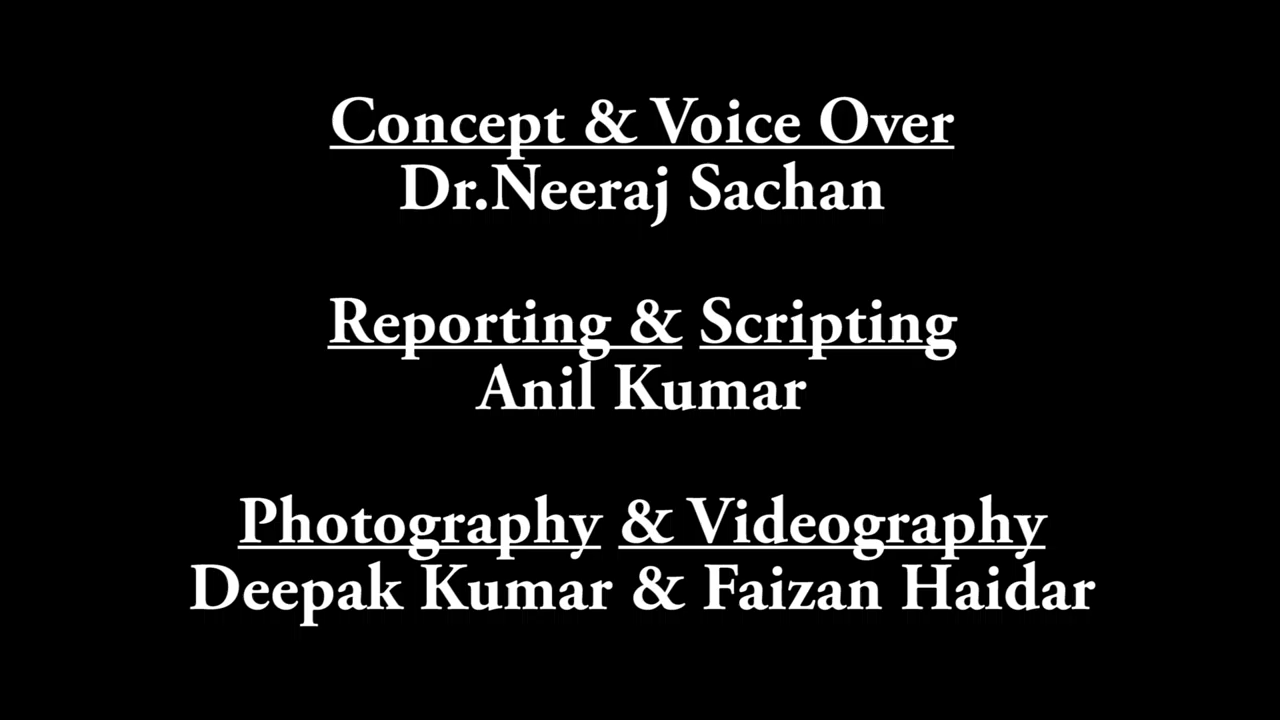 Concept & Voice Over
Dr.Neeraj Sachan
Reporting & Scripting
Anil Kumar
Photography & Videography
Deepak Kumar & Faizan Haidar